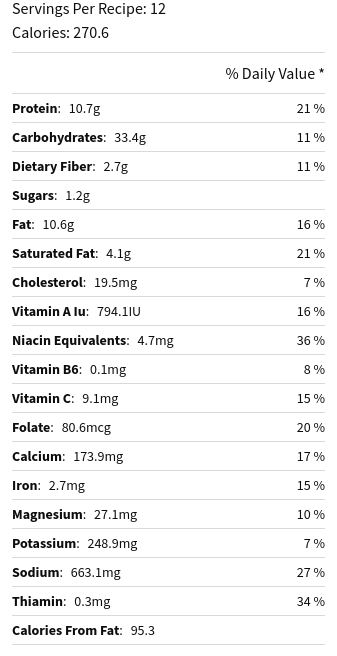 Servings Per Recipe: 12
Calories: 270.6
% Daily Value *
Protein: 10.7g 21 %
Carbohydrates: 33.4g 11 %
Dietary Fiber: 2.7g 11 %
Sugars: 1.2g
Fat: 10.6g 16 %
Saturated Fat: 4.1g 21 %
Cholesterol: 19.5mg 7 %
Vitamin A Iu: 794.1IU 16 %
Niacin Equivalents: 4.7mg 36 %
Vitamin B6: 0.1mg 8 %
Vitamin C: 9.1mg 15 %
Folate: 80.6mcg 20 %
Calcium: 173.9mg 17 %
Iron: 2.7mg 15 %
Magnesium: 27.1mg 10 %
Potassium: 248.9mg 7 %
Sodium: 663.1mg 27 %
Thiamin: 0.3mg 34 %
Calories From Fat: 95.3